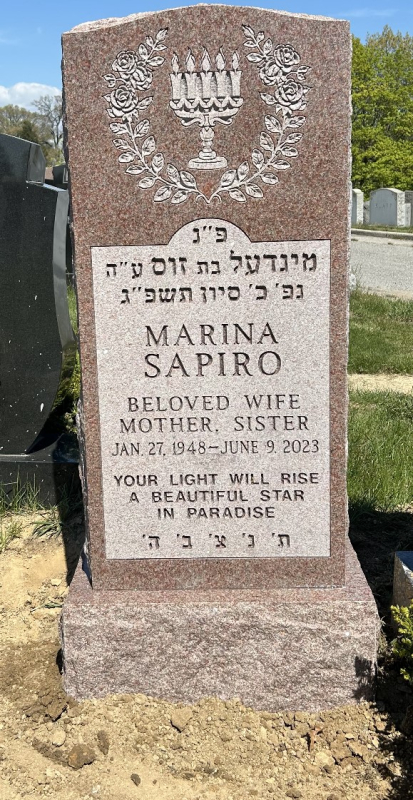 פ״נ
מינדעל בת זוס ע״ה
נפ׳ כ׳ סיון תשפ״ג
MARINA
SAPIRO
BELOVED WIFE
MOTHER, SISTER
JAN. 27, 1948–JUNE 9, 2023
YOUR LIGHT WILL RISE
A BEAUTIFUL STAR
IN PARADISE
ת׳ נ׳ צ׳ ב׳ ה׳